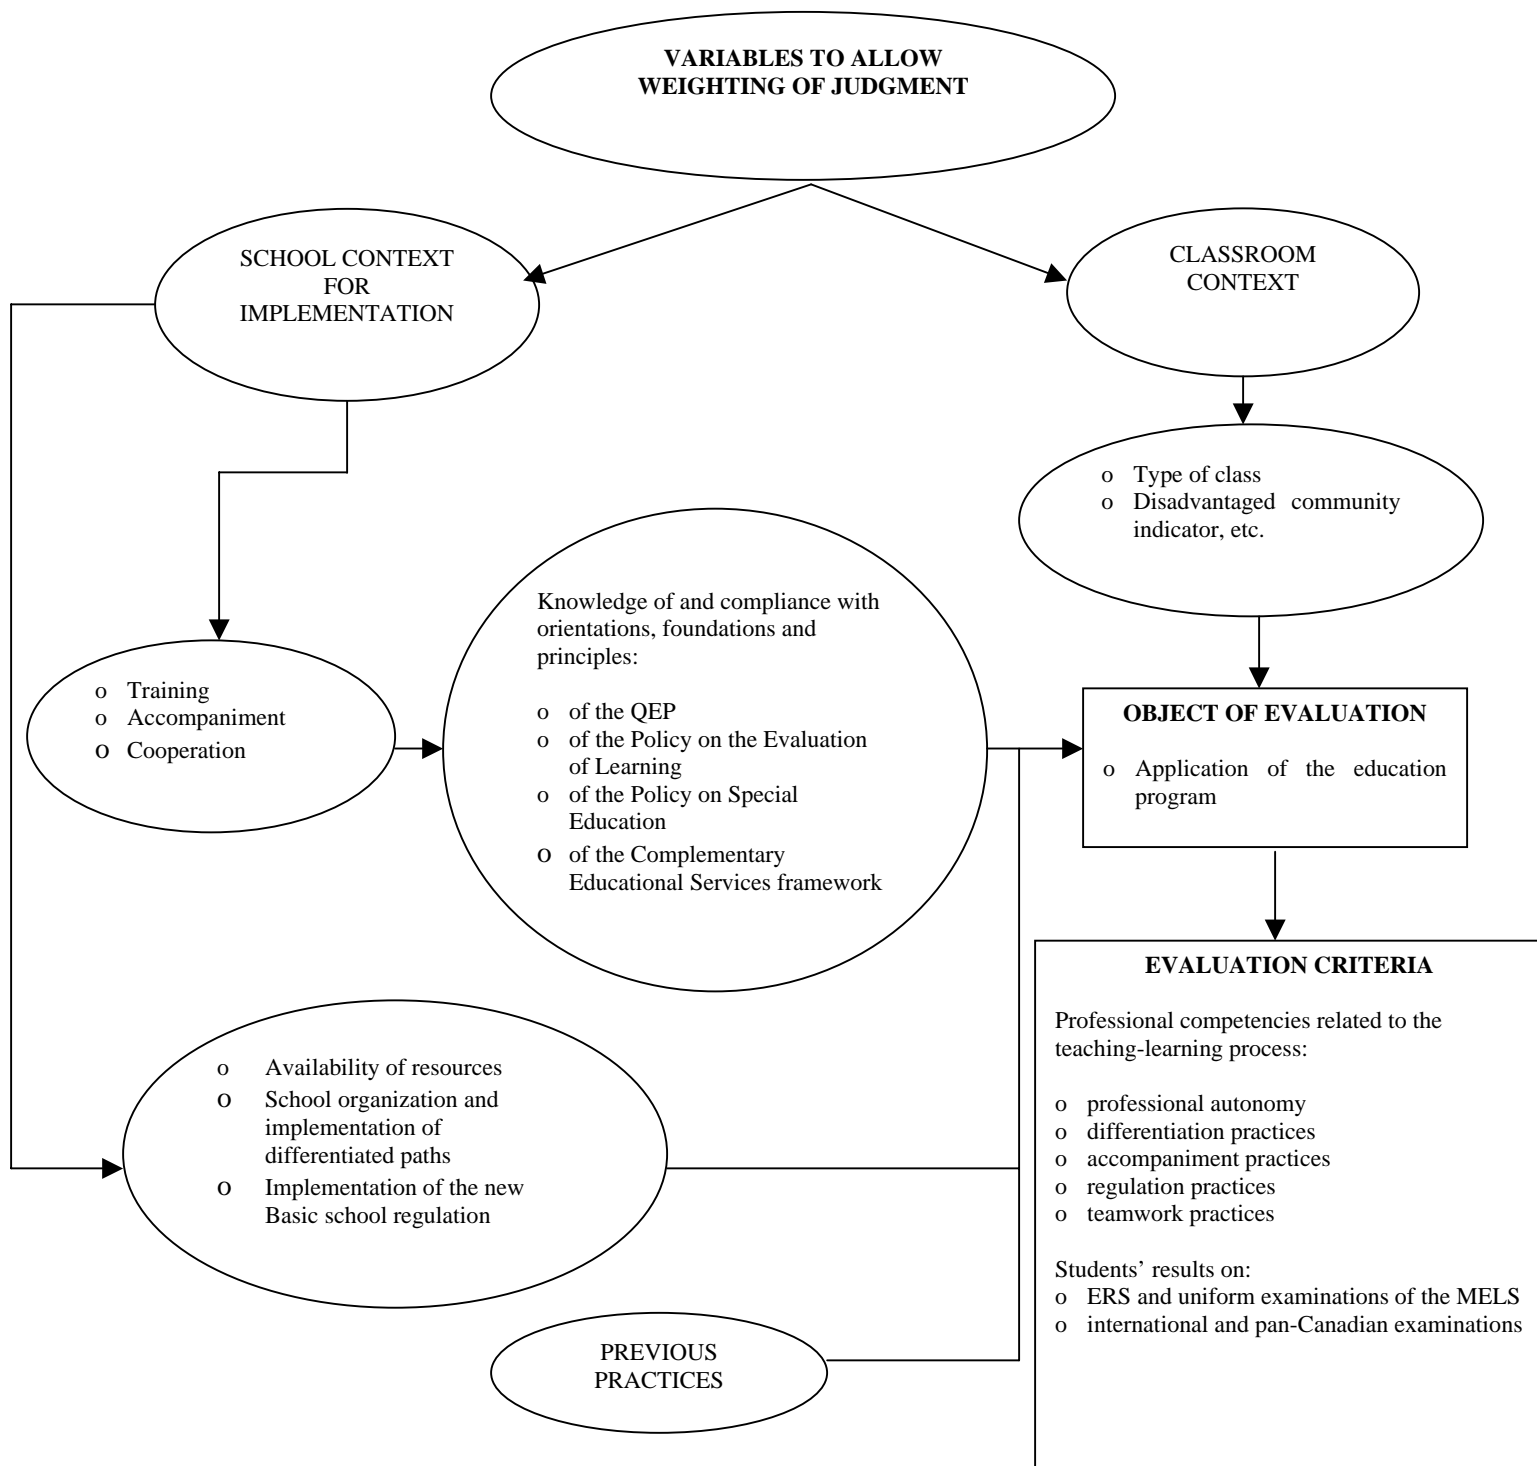 VARIABLES TO ALLOW
WEIGHTING OF JUDGMENT
SCHOOL CONTEXT
FOR
IMPLEMENTATION
CLASSROOM
CONTEXT
o Type of class
o Disadvantaged community
indicator, etc.
Knowledge of and compliance with
orientations, foundations and
principles:
o of the QEP
o of the Policy on the Evaluation
of Learning
o of the Policy on Special
Education
o of the Complementary
Educational Services framework
o Training
o Accompaniment
o Cooperation
OBJECT OF EVALUATION
o Application of the education
program
EVALUATION CRITERIA
Professional competencies related to the
teaching-learning process:
o professional autonomy
o differentiation practices
o accompaniment practices
o regulation practices
o teamwork practices
Students’ results on:
o ERS and uniform examinations of the MELS
o international and pan-Canadian examinations
o Availability of resources
o School organization and
implementation of
differentiated paths
o Implementation of the new
Basic school regulation
PREVIOUS
PRACTICES